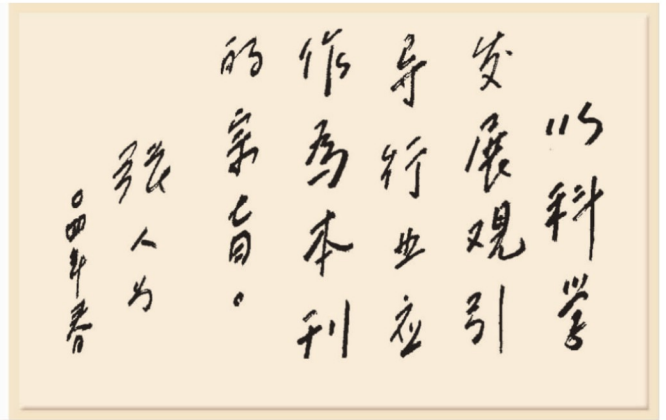 以科学
发展观引
导行业应
作为本刊
的宗旨。
张人为
〇四年春